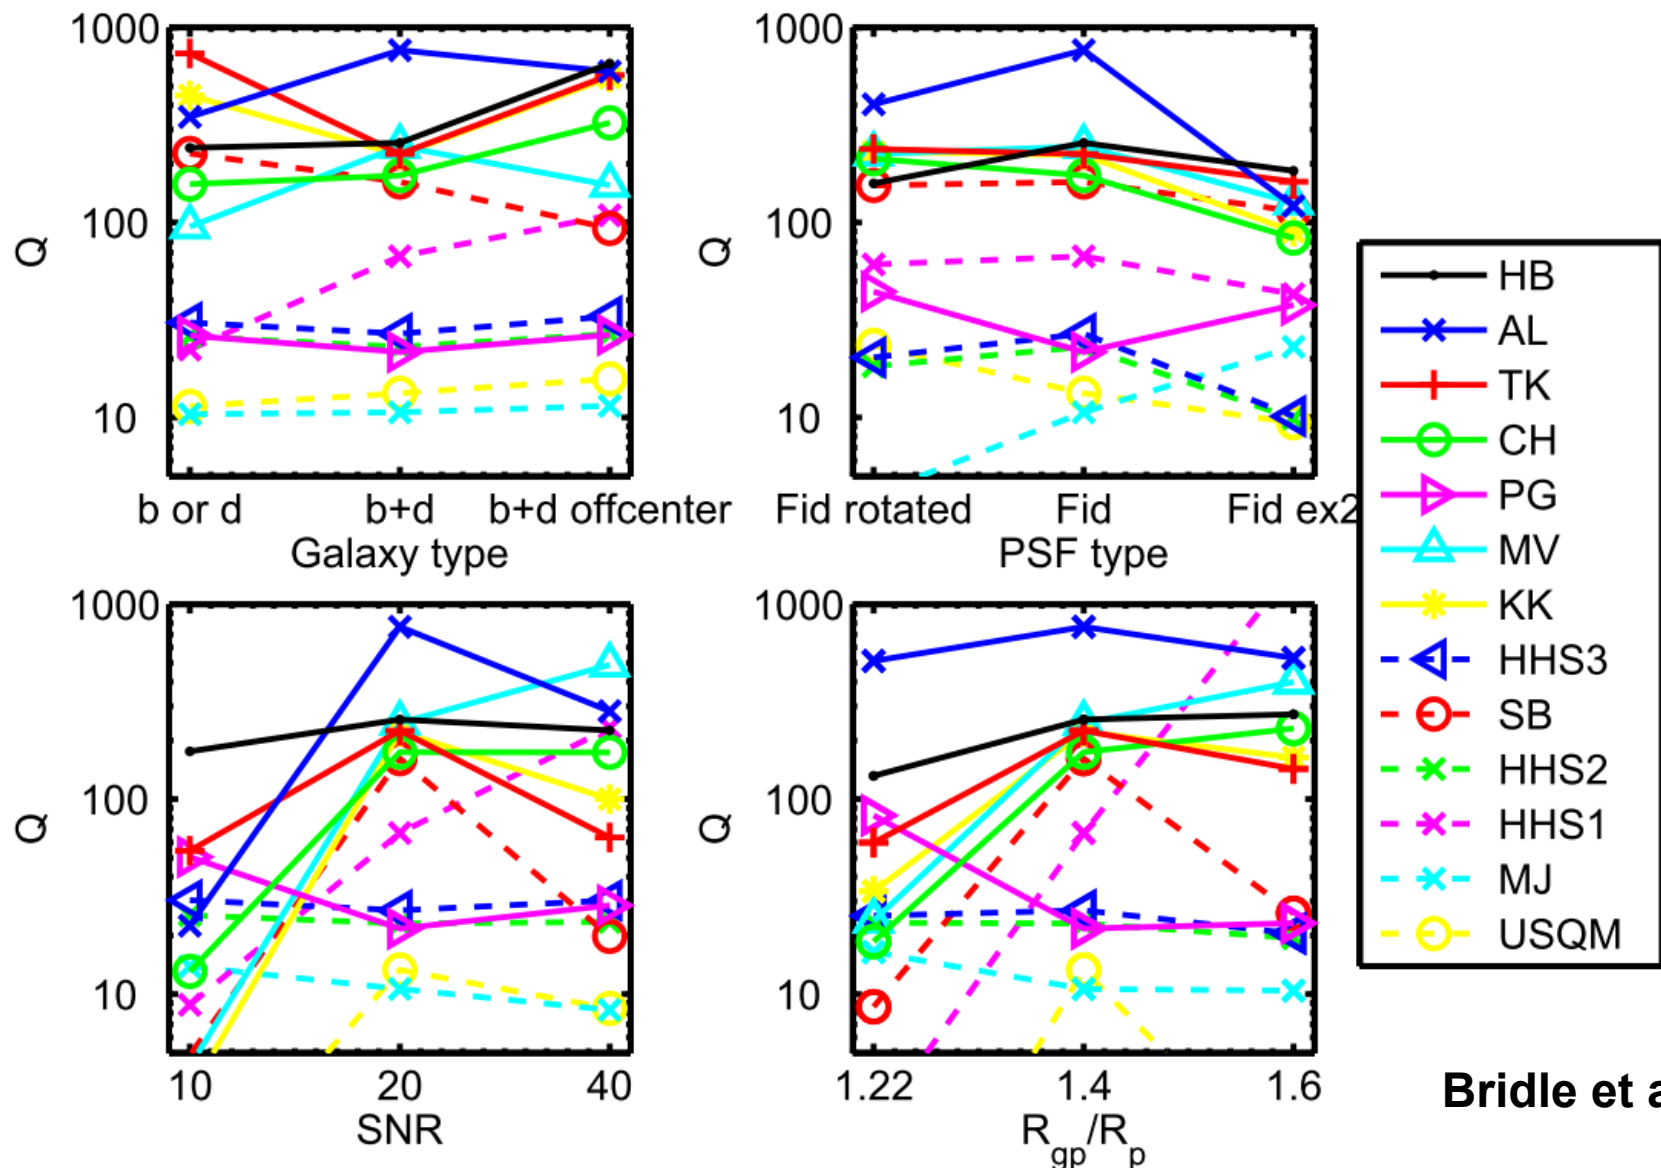 1000
100
10
Q
b or d b+d b+d offcenter
Galaxy type
1000
100
10
Q
Fid rotated Fid Fid ex2
PSF type
1000
100
10
Q
10 20 40
SNR
1000
100
10
Q
1.22 1.4 1.6
R_gp/R_p
HB
AL
TK
CH
PG
MV
KK
HHS3
SB
HHS2
HHS1
MJ
USQM
Bridle et a